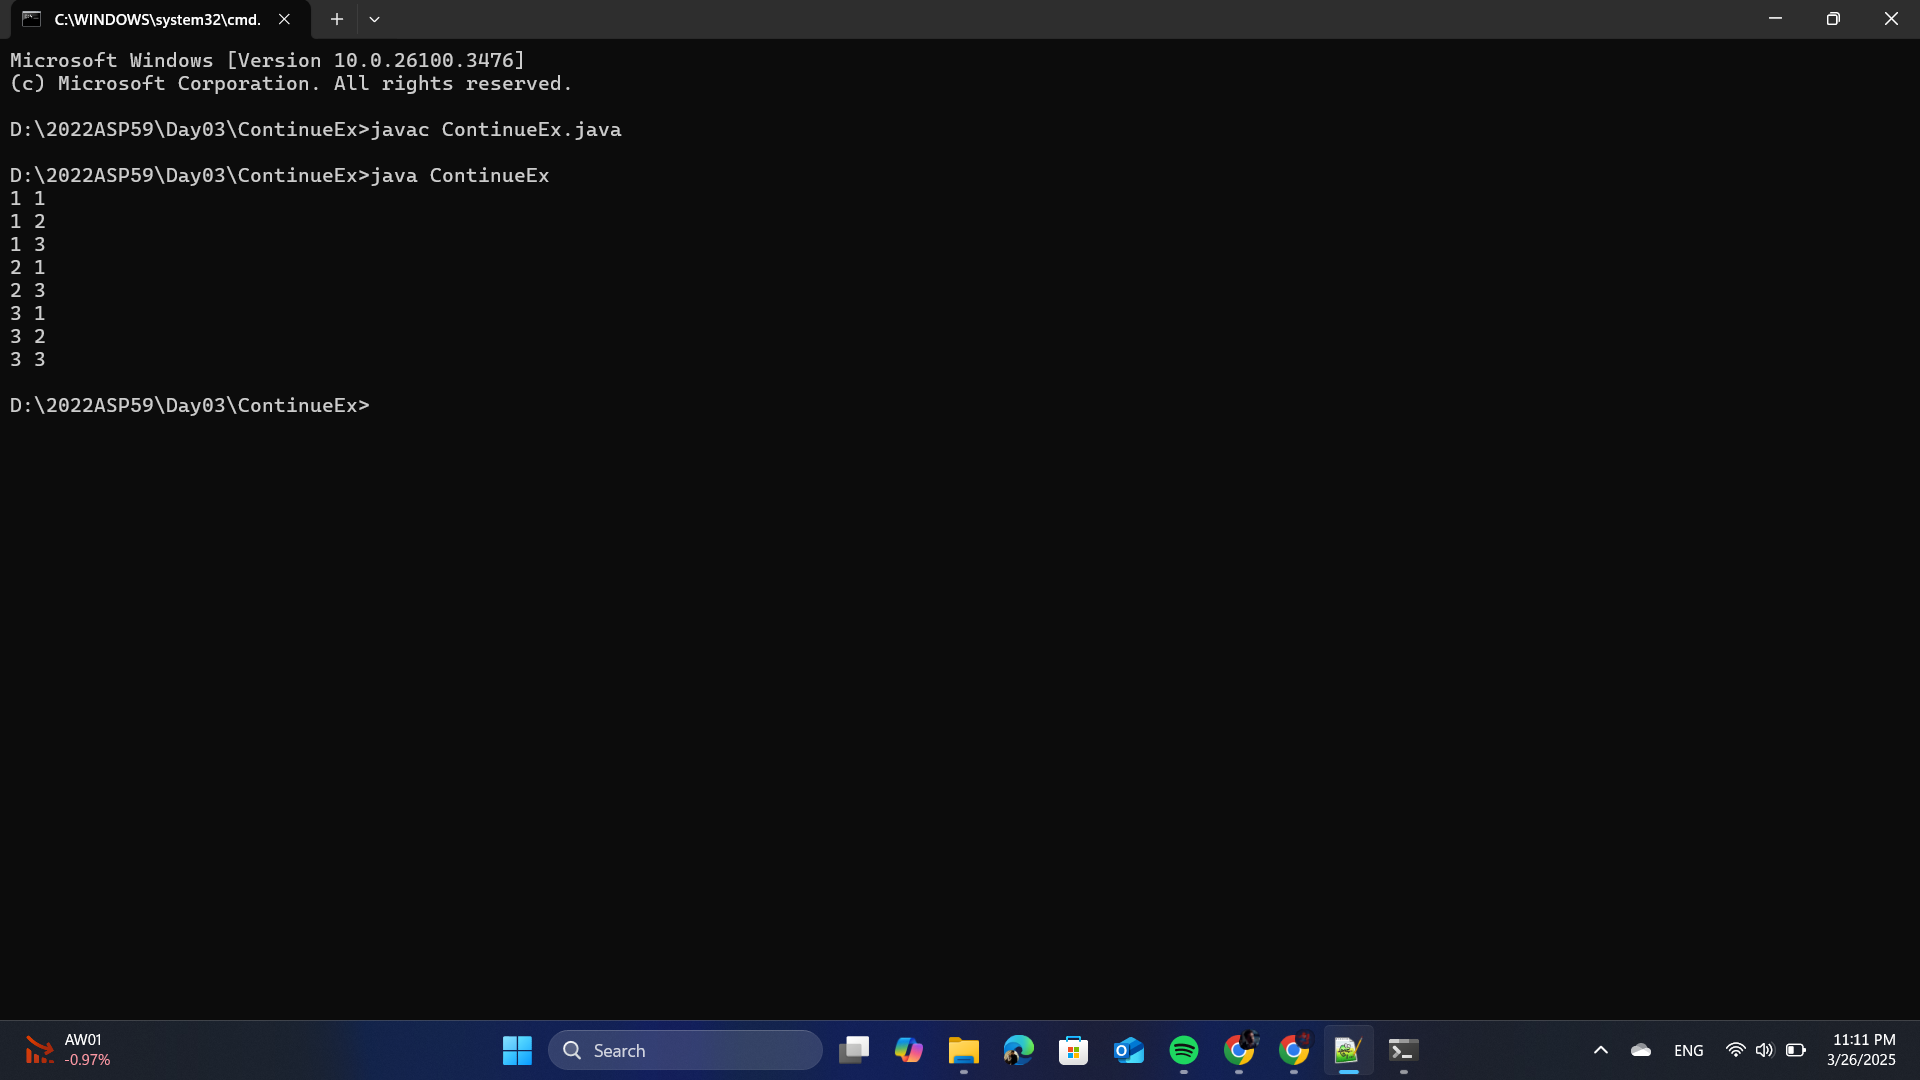 C:\WINDOWS\system32\cmd.
Microsoft Windows [Version 10.0.26100.3476]
(c) Microsoft Corporation. All rights reserved.
D:\2022ASP59\Day03\ContinueEx>javac ContinueEx.java
D:\2022ASP59\Day03\ContinueEx>java ContinueEx
1 1
1 2
1 3
2 1
2 3
3 1
3 2
3 3
D:\2022ASP59\Day03\ContinueEx>
AW01
-0.97%
Search
ENG
11:11 PM
3/26/2025